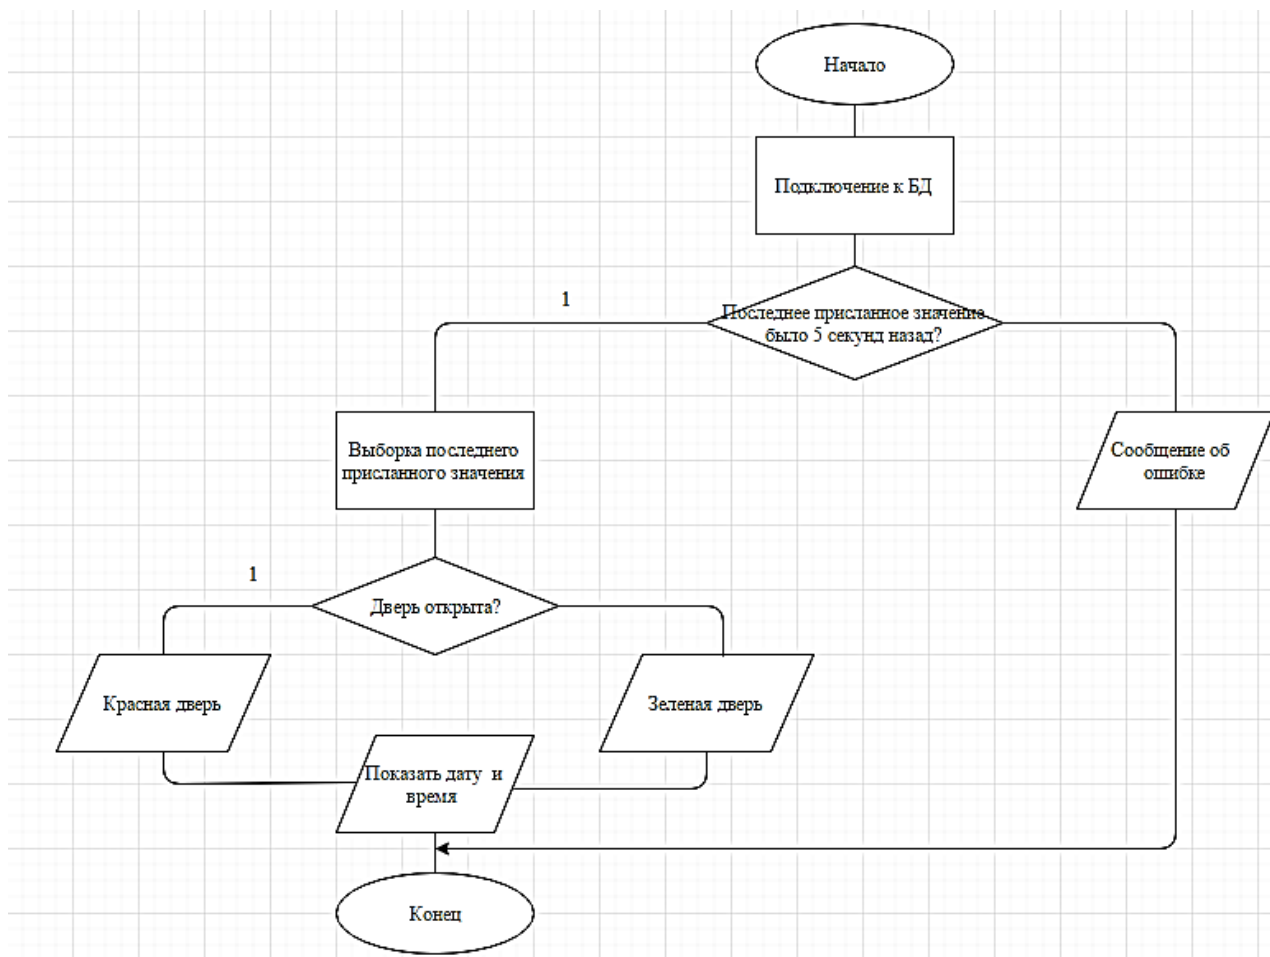 Начало
Подключение к БД
1
Последнее присланное значение
было 5 секунд назад?
Выборка последнего
присланного значения
Сообщение об
ошибке
1
Дверь открыта?
Красная дверь
Зеленая дверь
Показать дату и
время
Конец